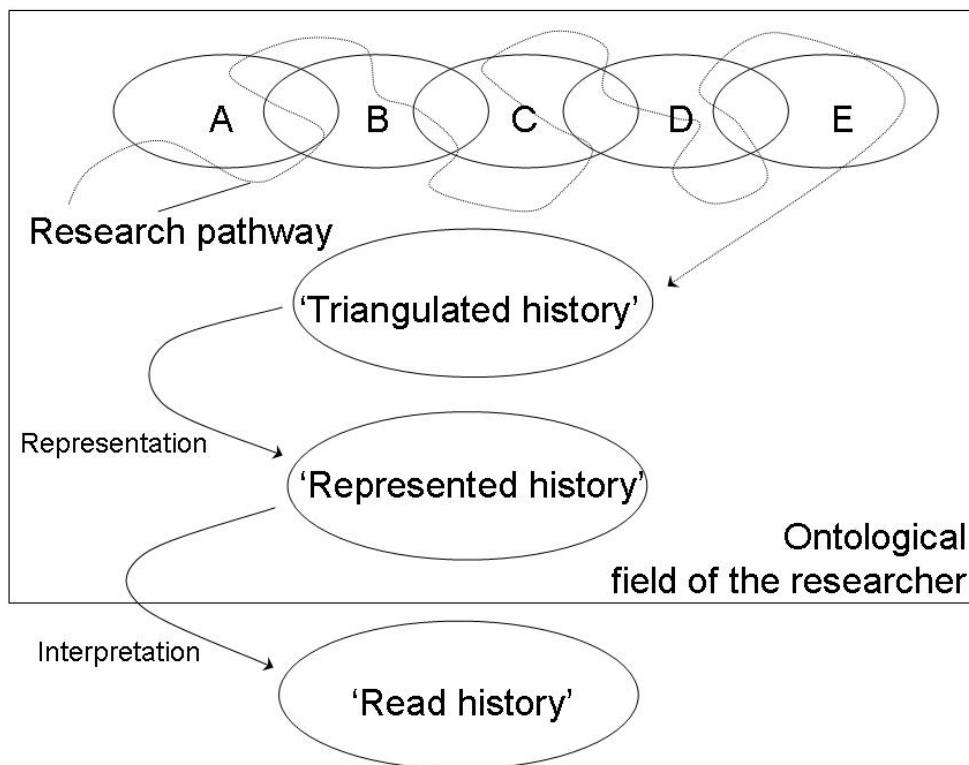 A
B
C
D
E
Research pathway
‘Triangulated history’
Representation
‘Represented history’
Ontological
field of the researcher
Interpretation
‘Read history’